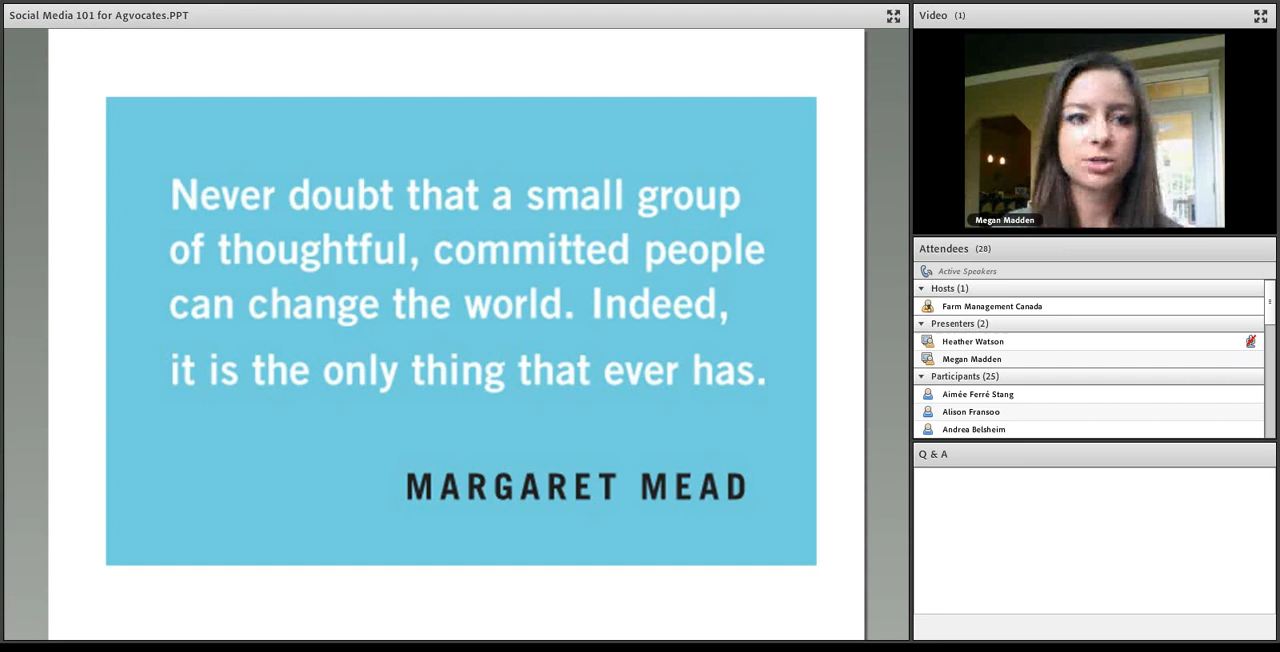 Social Media 101 for Agvocates.PPT
Never doubt that a small group
of thoughtful, committed people
can change the world. Indeed,
it is the only thing that ever has.
MARGARET MEAD
Video (1)
Megan Madden
Attendees (28)
Active Speakers
Hosts (1)
Farm Management Canada
Presenters (2)
Heather Watson
Megan Madden
Participants (25)
Aimée Ferré Stang
Alison Fransoo
Andrea Belsheim
Q & A